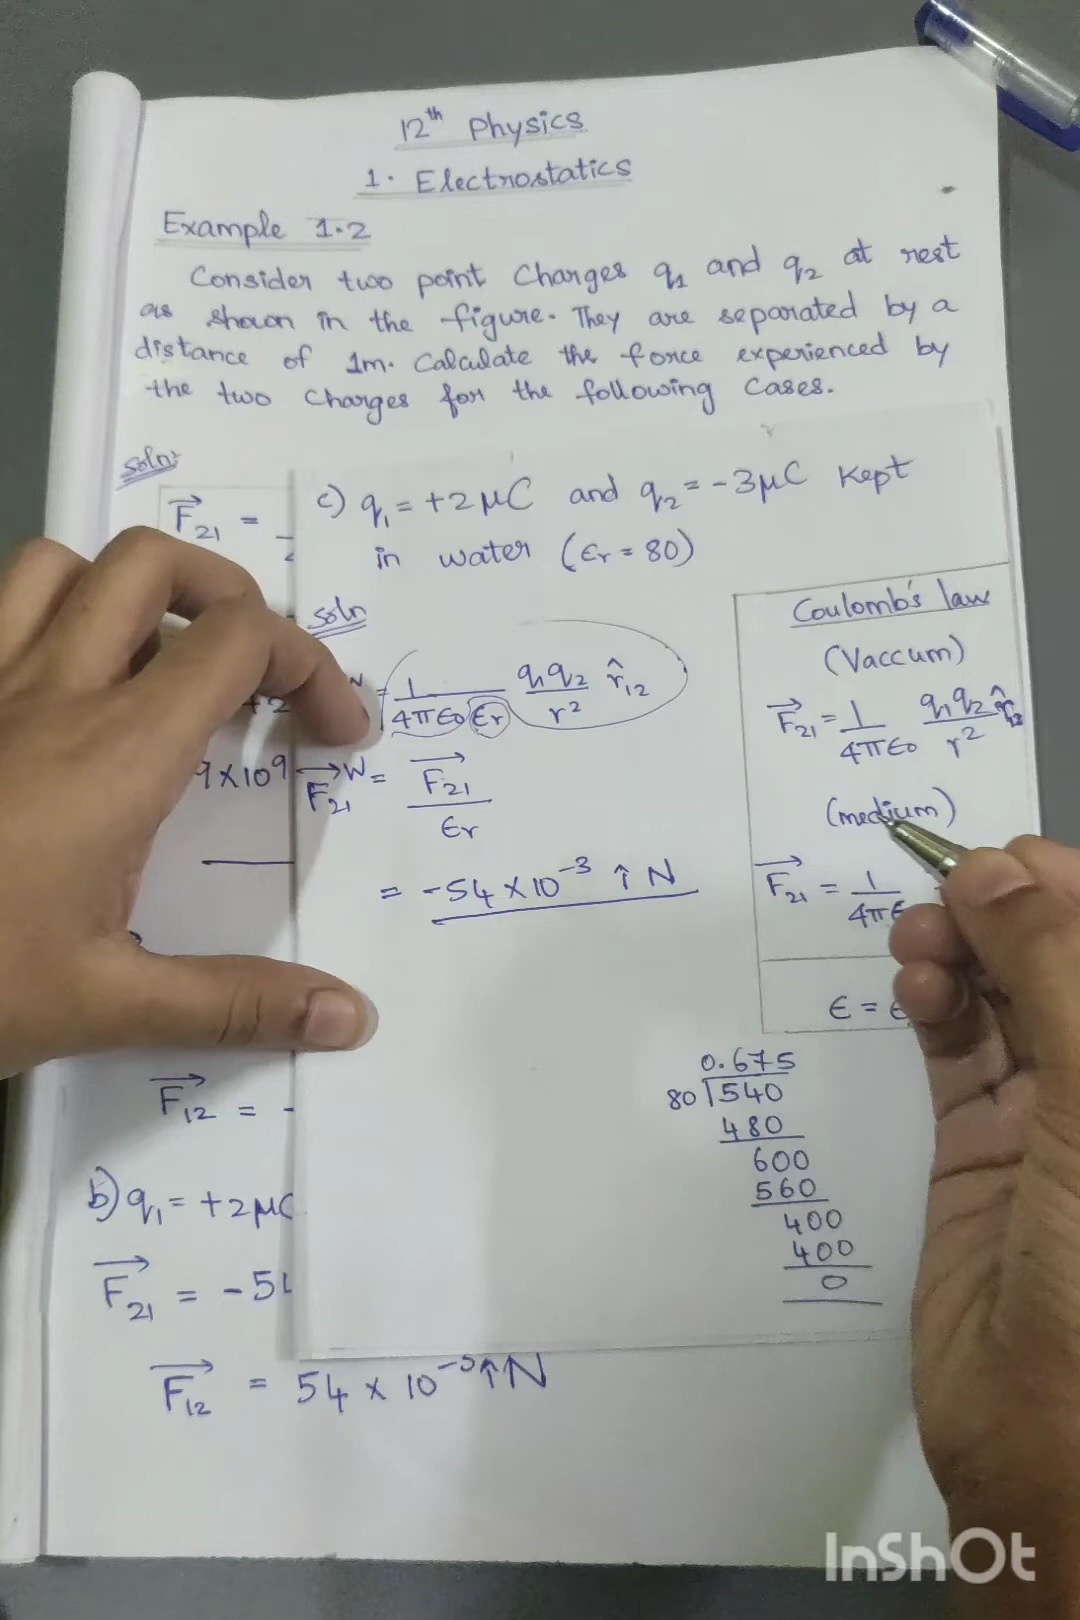 12th Physics
1. Electrostatics
Example 1.2
Consider two point Charges q1 and q2 at rest
as shown in the figure. They are separated by a
distance of 1m. Calculate the force experienced by
the two Charges for the following cases.
Soln:
F21 =
c) q1 = +2μC and q2 = -3μC Kept
in water (εr = 80)
Soln
W = 1/4πε0εr q1q2/r² r̂12
+2
9×10⁹
F21 W = F21/εr
= -54 × 10⁻³ î N
Coulomb's law
(Vaccum)
F21 = 1/4πε0 q1q2/r² r̂12
(medium)
F21 = 1/4πε
ε = ε
0.675
80 540
480
600
560
400
400
0
F12 = -
b) q1 = +2μC
F21 = -54
F12 = 54 × 10⁻³ î N
InShOt